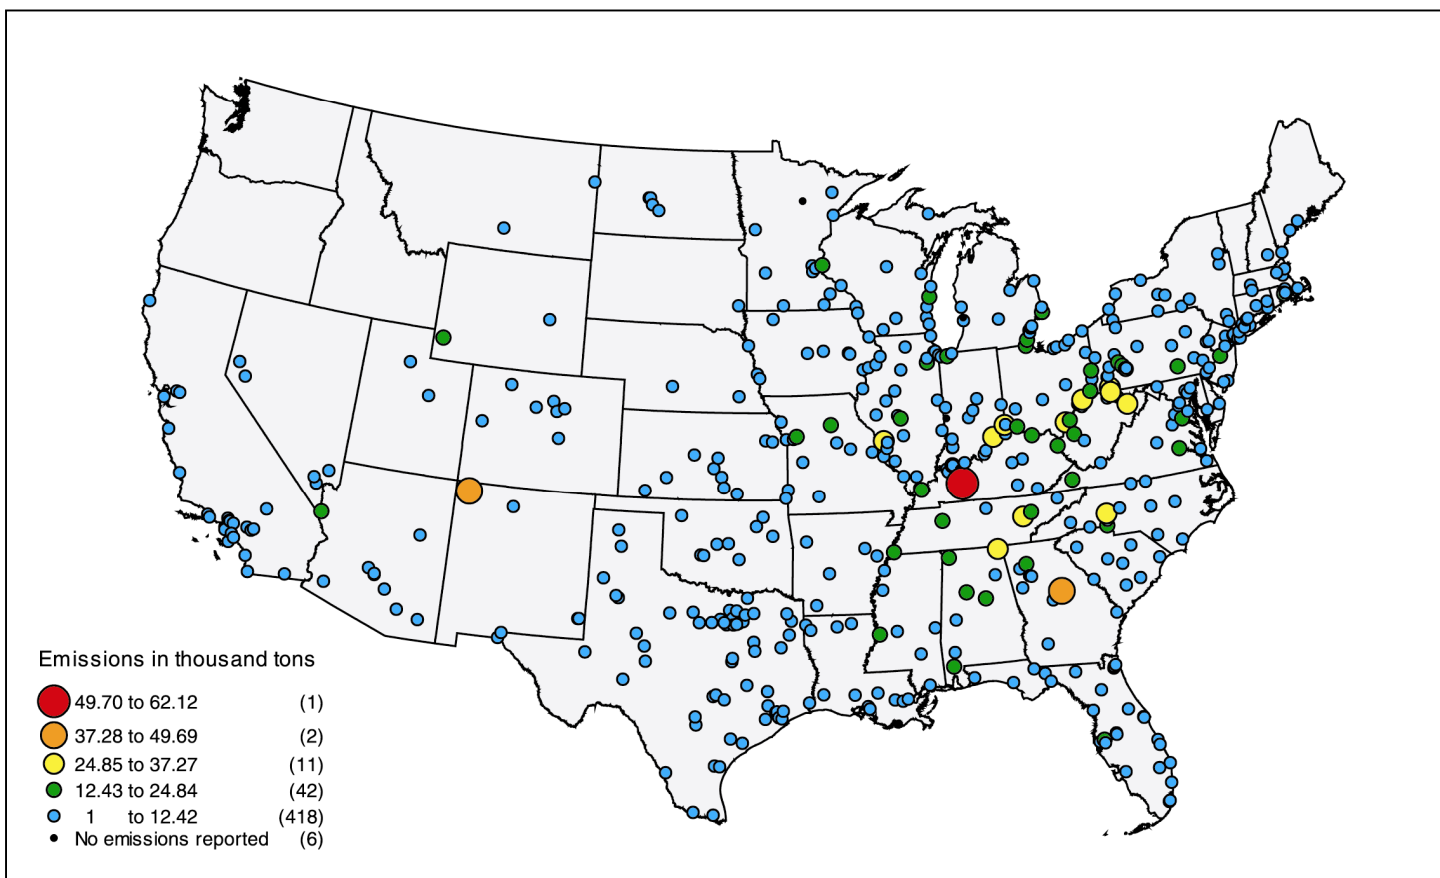 Emissions in thousand tons
49.70 to 62.12 (1)
37.28 to 49.69 (2)
24.85 to 37.27 (11)
12.43 to 24.84 (42)
1 to 12.42 (418)
No emissions reported (6)